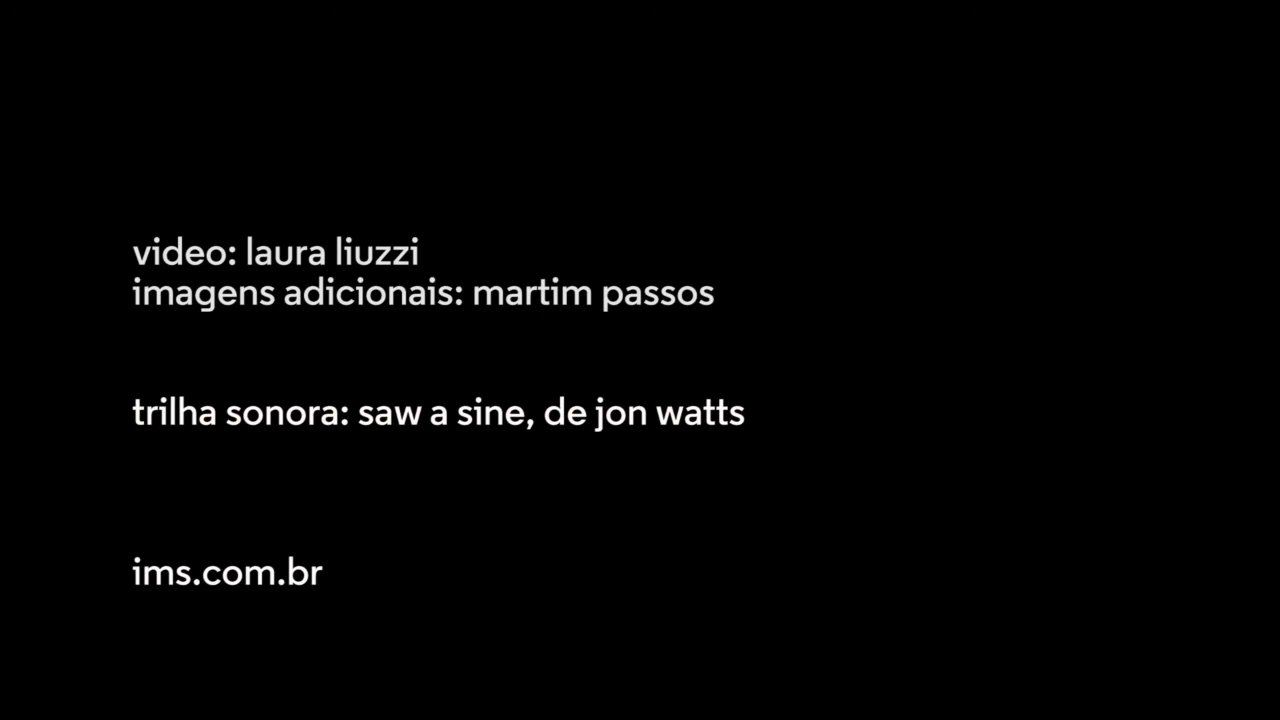 video: laura liuzzi
imagens adicionais: martim passos
trilha sonora: saw a sine, de jon watts
ims.com.br